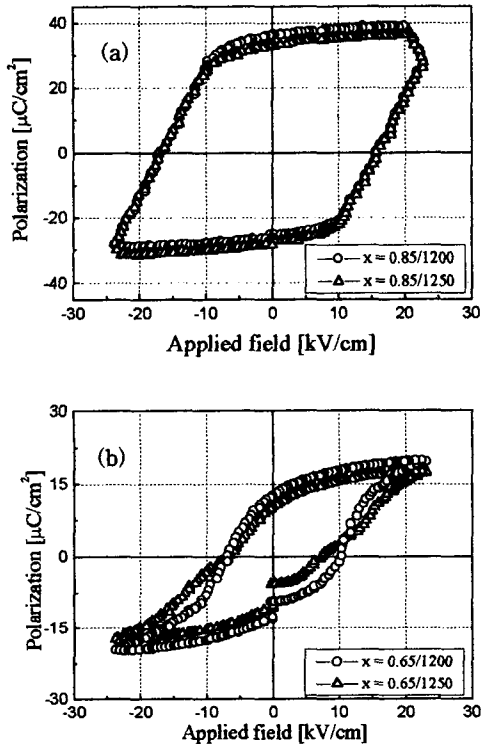 (a)
Polarization [μC/cm²]
40
20
0
-20
-40
x = 0.85/1200
x = 0.85/1250
-30 -20 -10 0 10 20 30
Applied field [kV/cm]
(b)
Polarization [μC/cm²]
30
15
0
-15
-30
x = 0.65/1200
x = 0.65/1250
-30 -20 -10 0 10 20 30
Applied field [kV/cm]